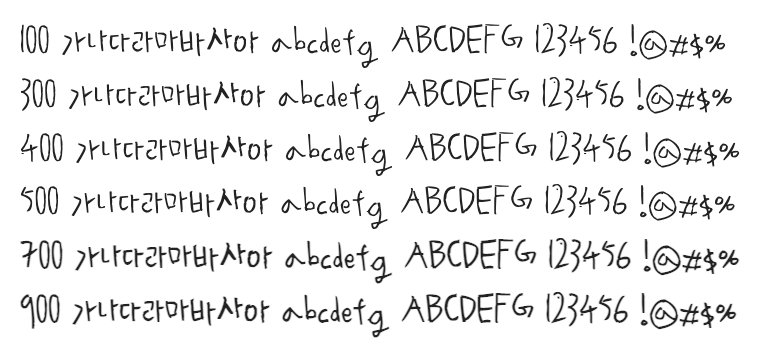 100 가나다라마바사아 abcdefg ABCDEFG 123456 !@#$%
300 가나다라마바사아 abcdefg ABCDEFG 123456 !@#$%
400 가나다라마바사아 abcdefg ABCDEFG 123456 !@#$%
500 가나다라마바사아 abcdefg ABCDEFG 123456 !@#$%
700 가나다라마바사아 abcdefg ABCDEFG 123456 !@#$%
900 가나다라마바사아 abcdefg ABCDEFG 123456 !@#$%